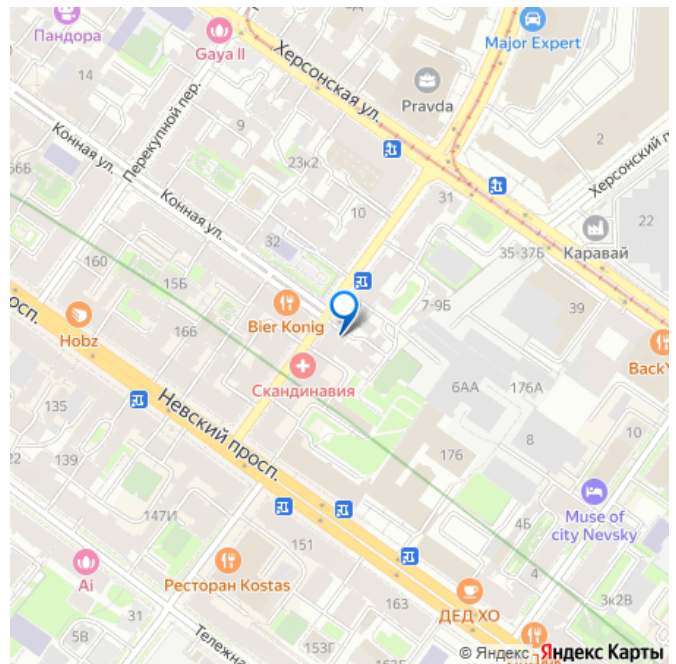 Пандора
Gaya II
Major Expert
14
Херсонская ул.
Pravda
Перекупной пер.
9
2
Конная ул.
23к2
Херсонский п
66Б
31
10
Конная ул.
22
32
Каравай
35-37Б
160
15Б
7-9Б
39
Bier Konig
166
Hobz
осп.
BackY
Скандинавия
6АА
176А
135
Невский просп.
10
8
22
139
176
Muse of
city Nevsky
147И
4Б
151
Ai
Ресторан Kostas
4
3к2В
163
ДЕД ХО
31
5В
Тележна
153Г
© Яндекс Яндекс Карты